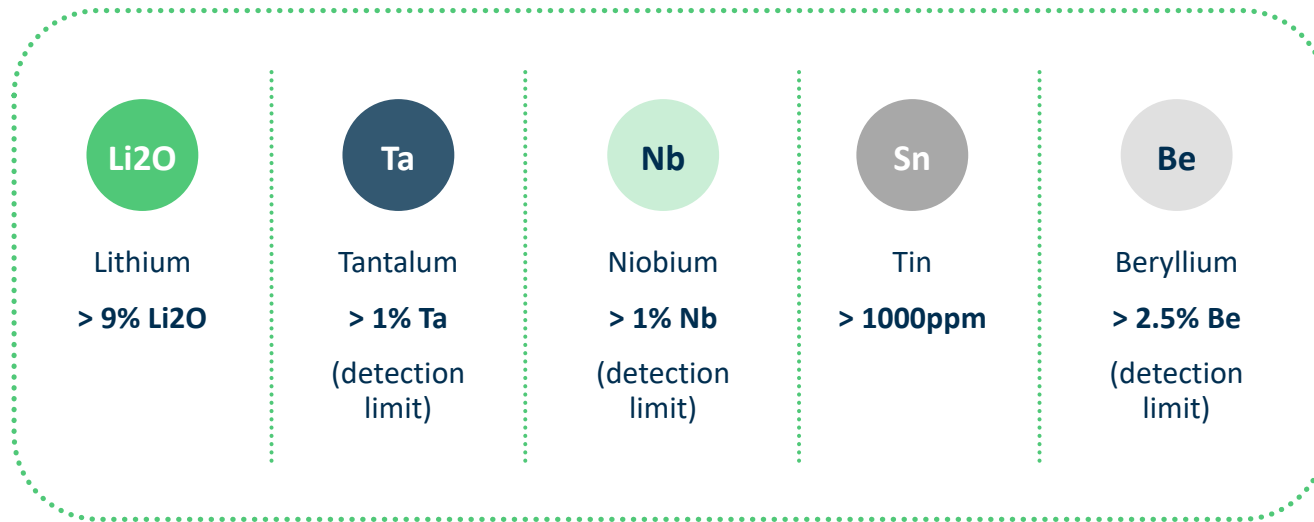 Li2O
Lithium
> 9% Li2O
Ta
Tantalum
> 1% Ta
(detection
limit)
Nb
Niobium
> 1% Nb
(detection
limit)
Sn
Tin
> 1000ppm
Be
Beryllium
> 2.5% Be
(detection
limit)